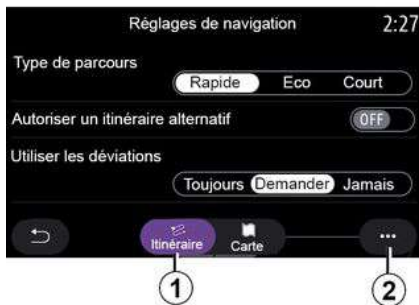 Réglages de navigation 2:27
Type de parcours
Rapide Eco Court
Autoriser un itinéraire alternatif OFF
Utiliser les déviations
Toujours Demander Jamais
Itinéraire Carte
1 2